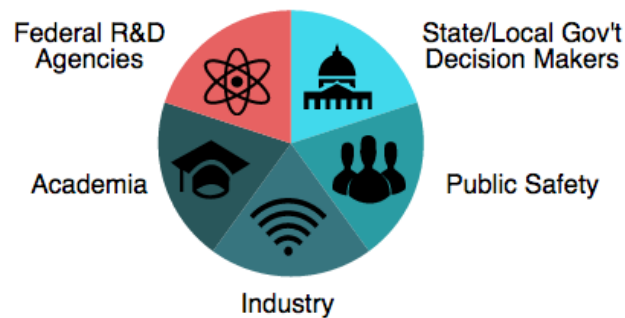 Federal R&D
Agencies
State/Local Gov't
Decision Makers
Academia
Public Safety
Industry